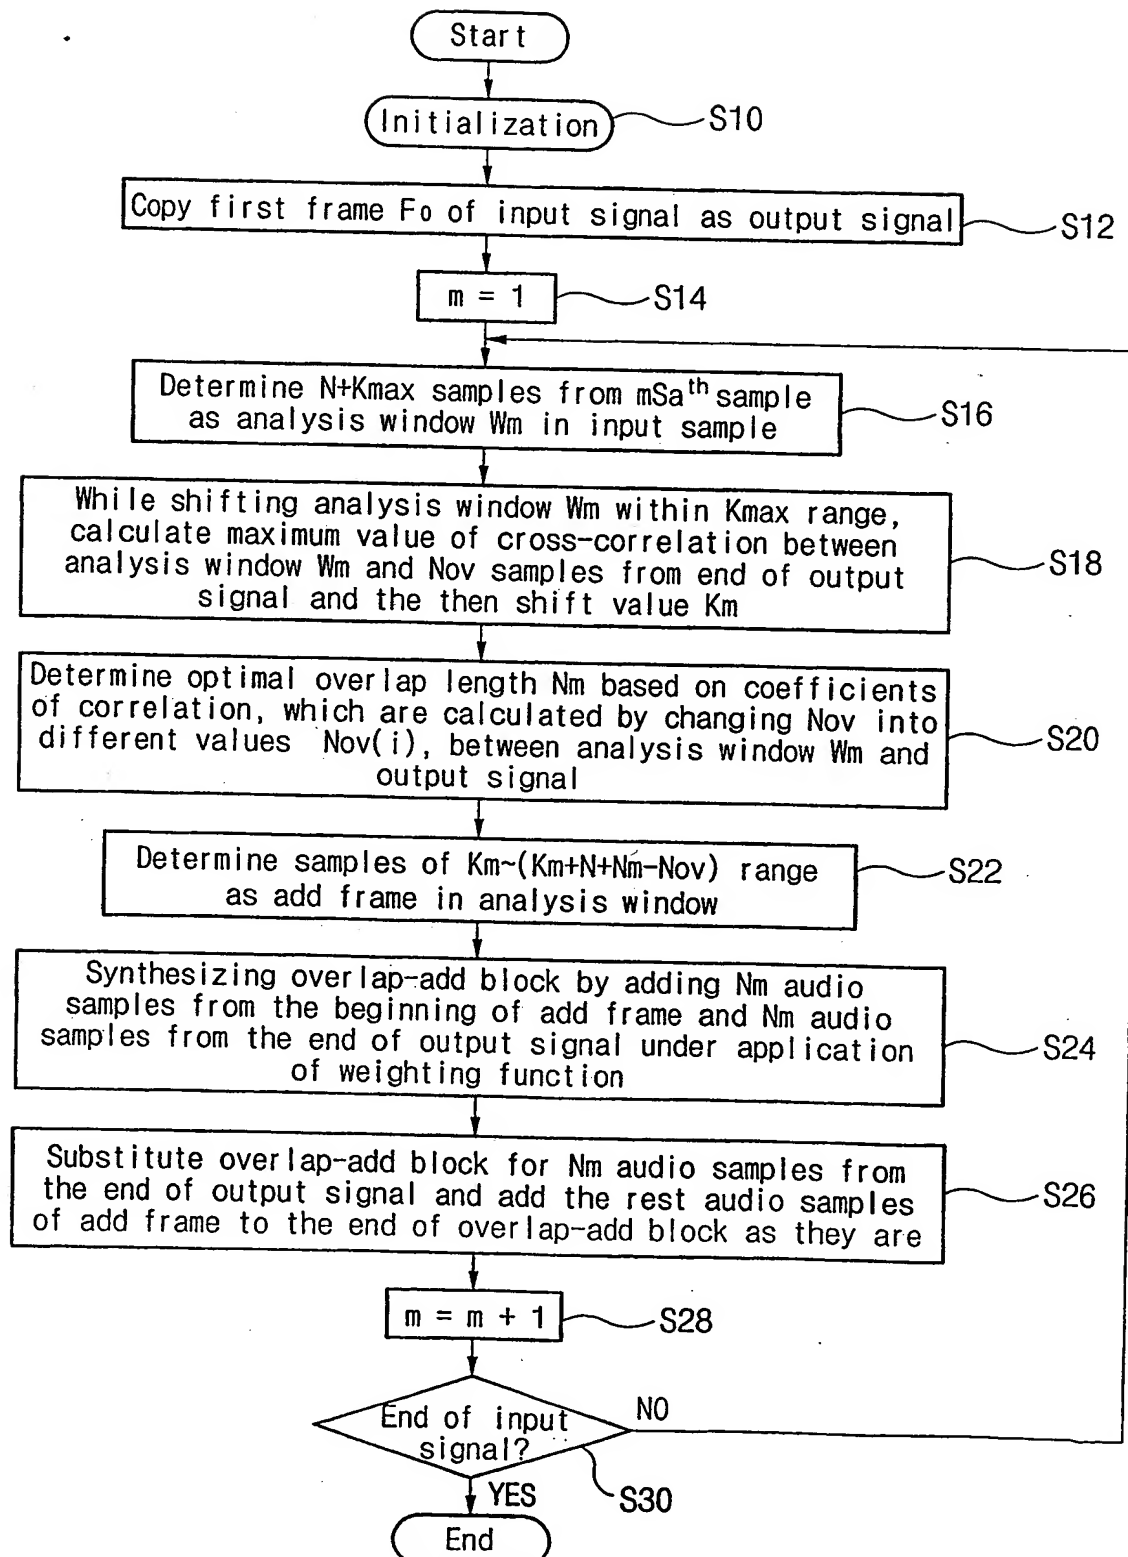 Start
Initialization
S10
Copy first frame F0 of input signal as output signal
S12
m = 1
S14
Determine N+Kmax samples from mSath sample
as analysis window Wm in input sample
S16
While shifting analysis window Wm within Kmax range,
calculate maximum value of cross-correlation between
analysis window Wm and Nov samples from end of output
signal and the then shift value Km
S18
Determine optimal overlap length Nm based on coefficients
of correlation, which are calculated by changing Nov into
different values Nov(i), between analysis window Wm and
output signal
S20
Determine samples of Km~(Km+N+Nm-Nov) range
as add frame in analysis window
S22
Synthesizing overlap-add block by adding Nm audio
samples from the beginning of add frame and Nm audio
samples from the end of output signal under application
of weighting function
S24
Substitute overlap-add block for Nm audio samples from
the end of output signal and add the rest audio samples
of add frame to the end of overlap-add block as they are
S26
m = m + 1
S28
End of input
signal?
NO
S30
YES
End